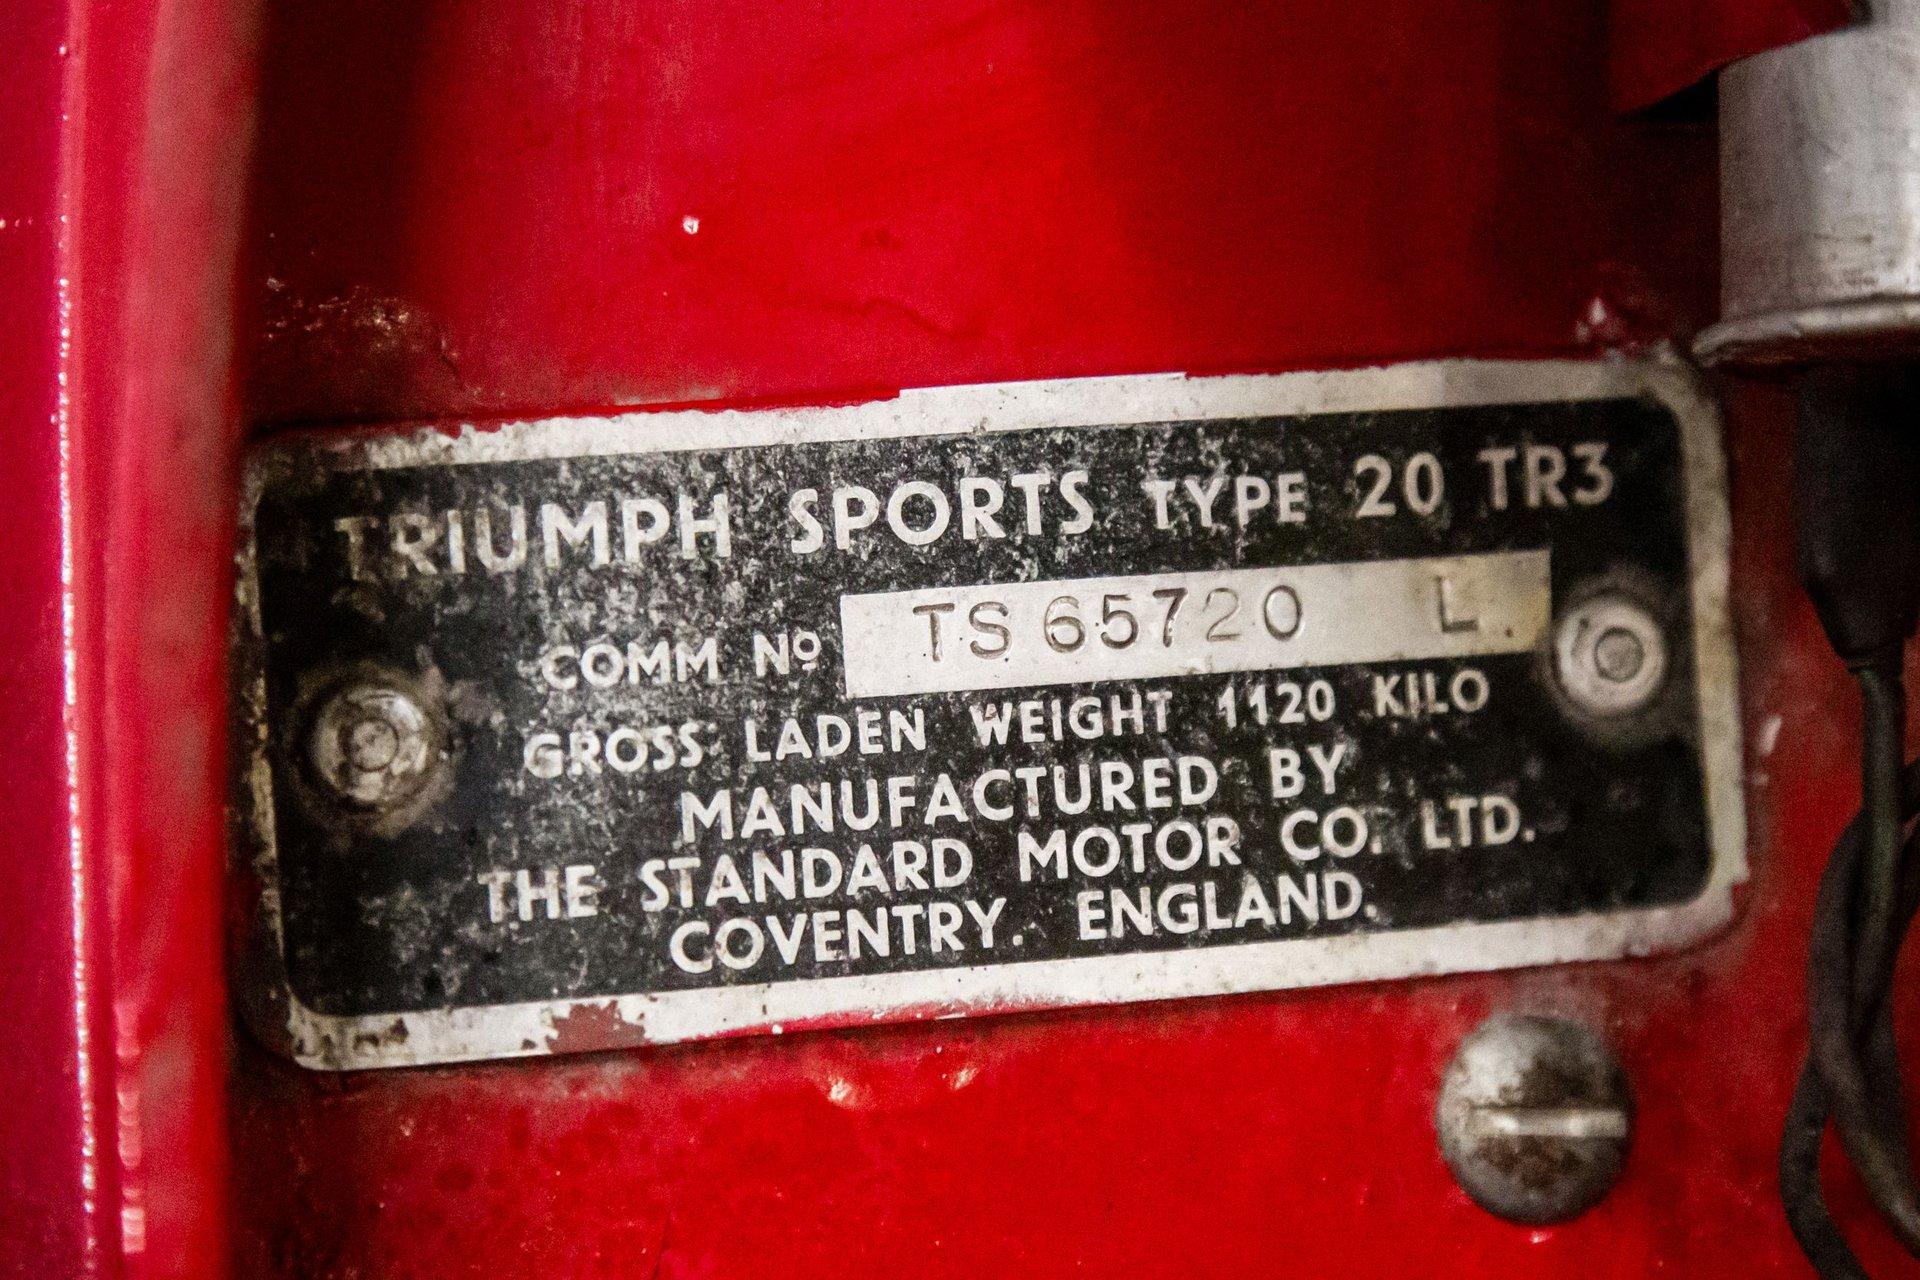 TRIUMPH SPORTS TYPE 20 TR3
COMM Nº TS 65720 L
GROSS LADEN WEIGHT 1120 KILO
MANUFACTURED BY
THE STANDARD MOTOR CO. LTD.
COVENTRY. ENGLAND.